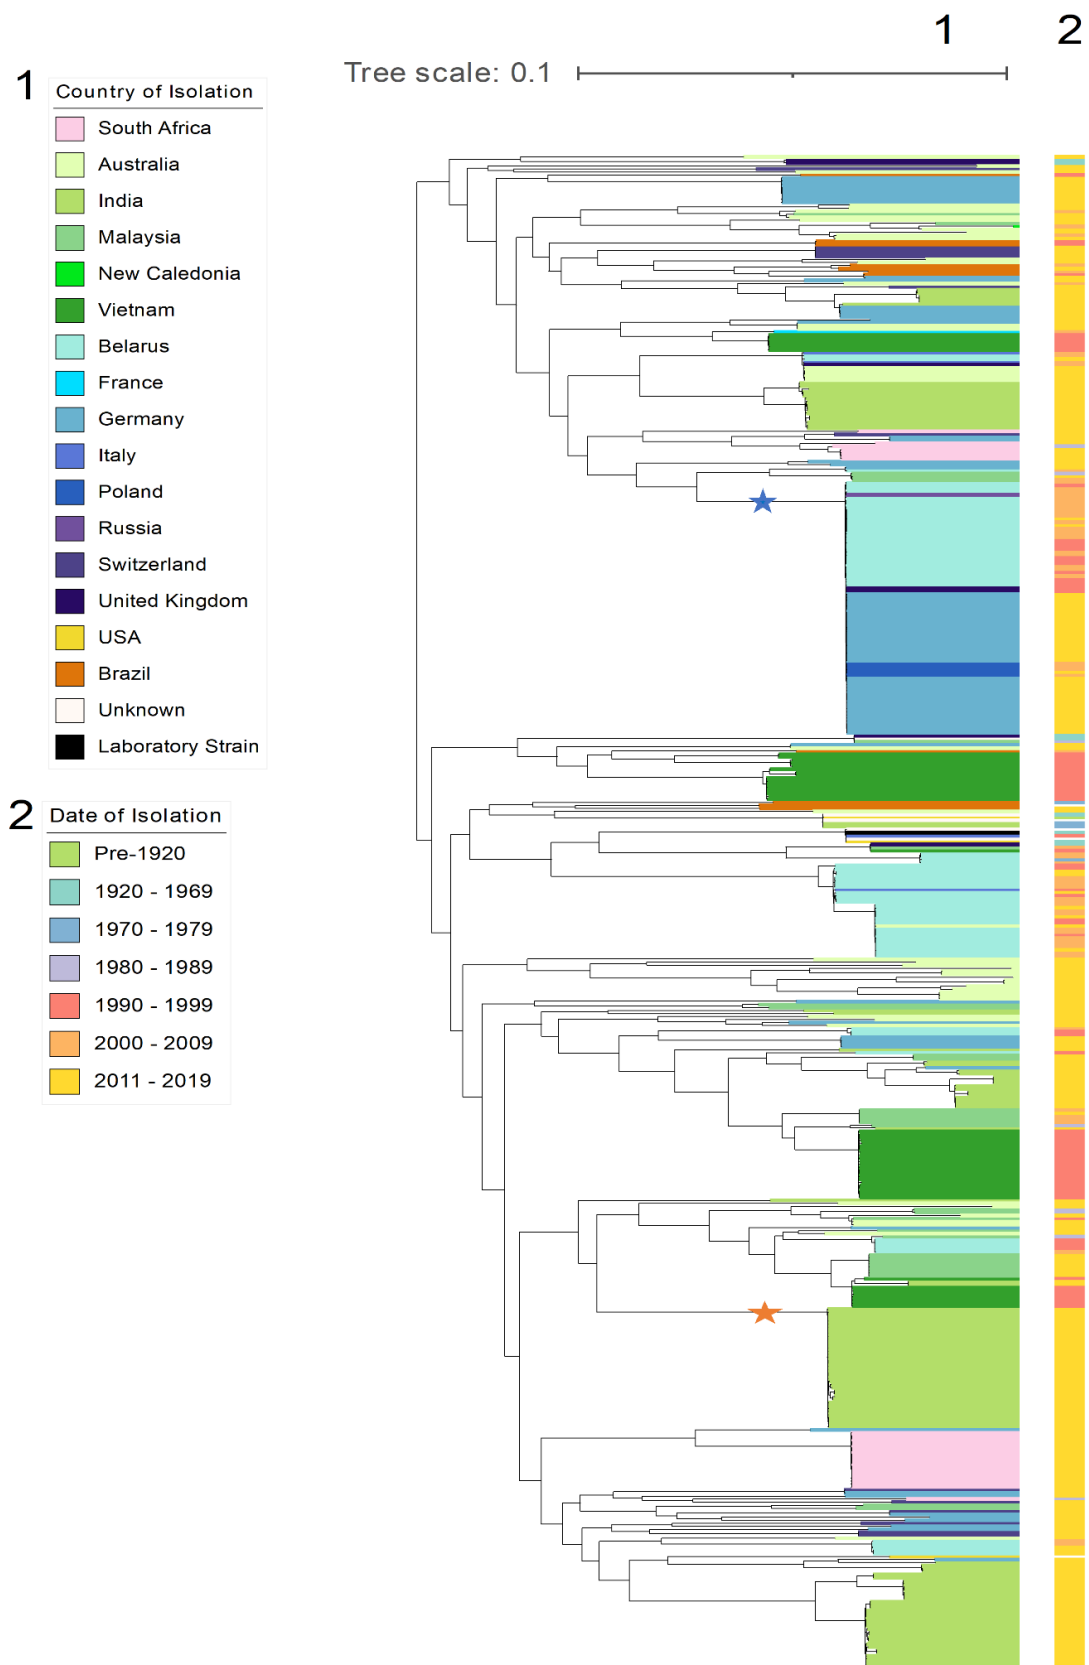 1 2
Tree scale: 0.1
1 Country of Isolation
South Africa
Australia
India
Malaysia
New Caledonia
Vietnam
Belarus
France
Germany
Italy
Poland
Russia
Switzerland
United Kingdom
USA
Brazil
Unknown
Laboratory Strain
2 Date of Isolation
Pre-1920
1920 - 1969
1970 - 1979
1980 - 1989
1990 - 1999
2000 - 2009
2011 - 2019